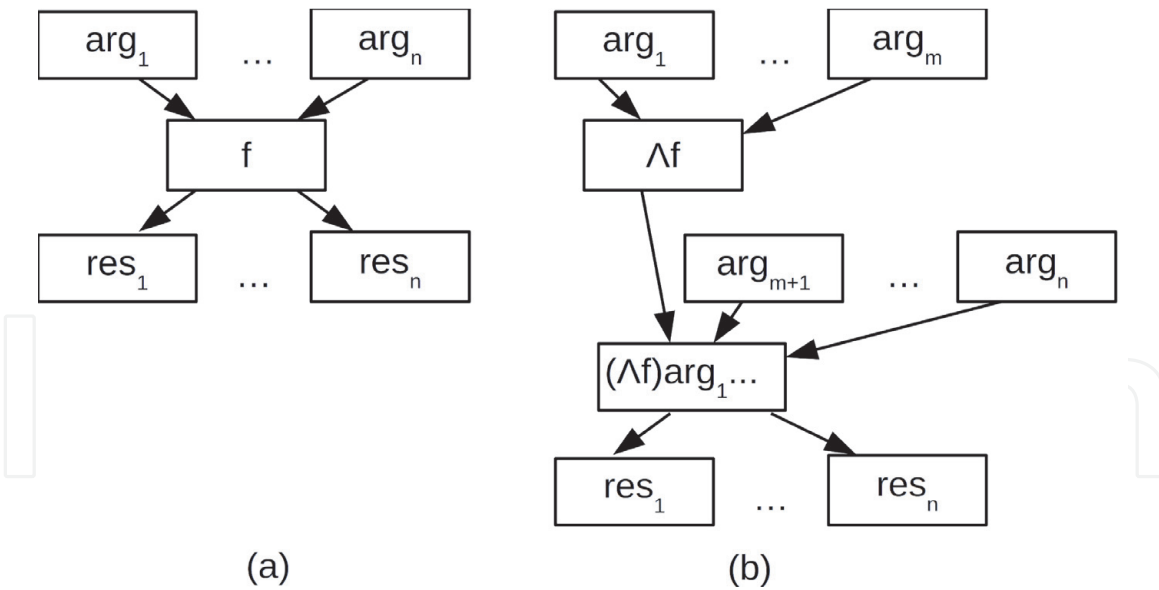 arg₁ ... argₙ
f
res₁ ... resₙ
(a)
arg₁ ... argₘ
Λf
argₘ₊₁ ... argₙ
(Λf)arg₁...
res₁ ... resₙ
(b)